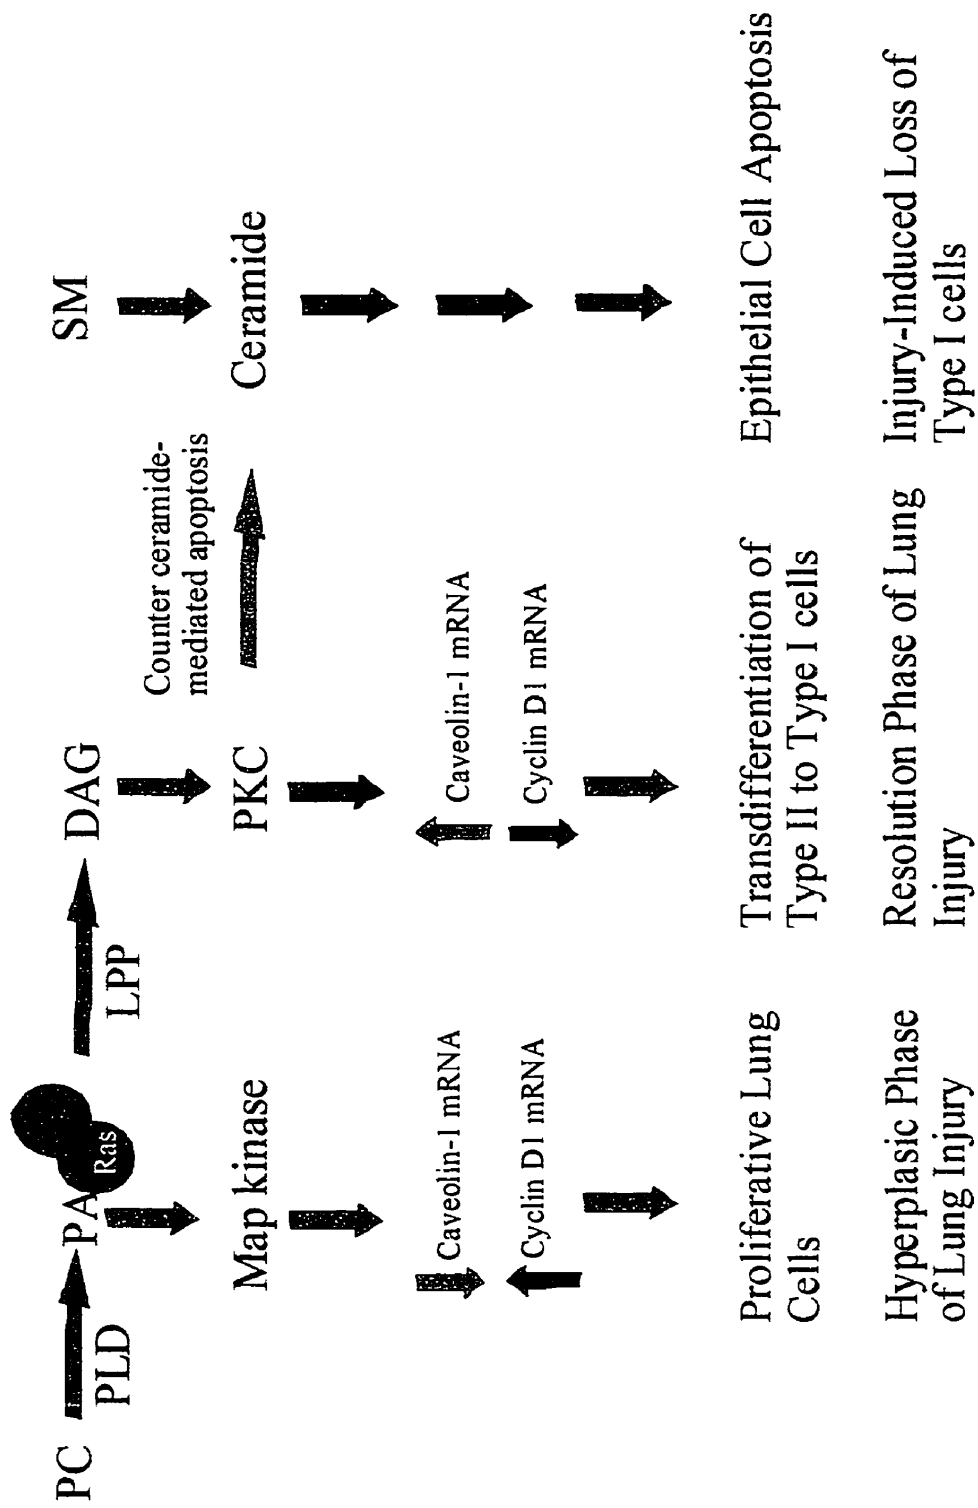 PC
PLD
PA
Ras
LPP
DAG
SM
Map kinase
PKC
Counter ceramide-
mediated apoptosis
Ceramide
Caveolin-1 mRNA
Cyclin D1 mRNA
Caveolin-1 mRNA
Cyclin D1 mRNA
Proliferative Lung
Cells
Transdifferentiation of
Type II to Type I cells
Epithelial Cell Apoptosis
Hyperplasic Phase
of Lung Injury
Resolution Phase of Lung
Injury
Injury-Induced Loss of
Type I cells